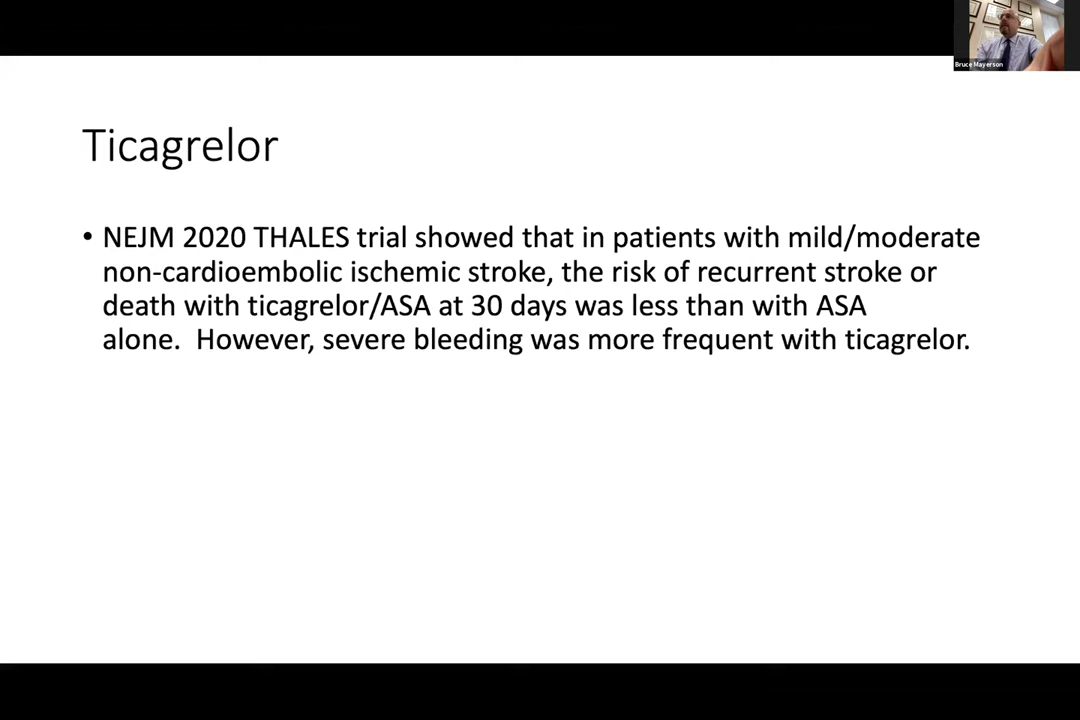 Bruce Mayerson
Ticagrelor
• NEJM 2020 THALES trial showed that in patients with mild/moderate
non-cardioembolic ischemic stroke, the risk of recurrent stroke or
death with ticagrelor/ASA at 30 days was less than with ASA
alone.  However, severe bleeding was more frequent with ticagrelor.